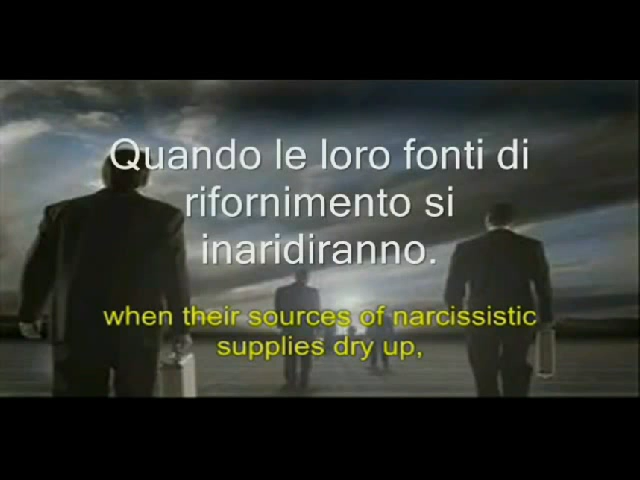 Quando le loro fonti di
rifornimento si
inaridiranno.
when their sources of narcissistic
supplies dry up,